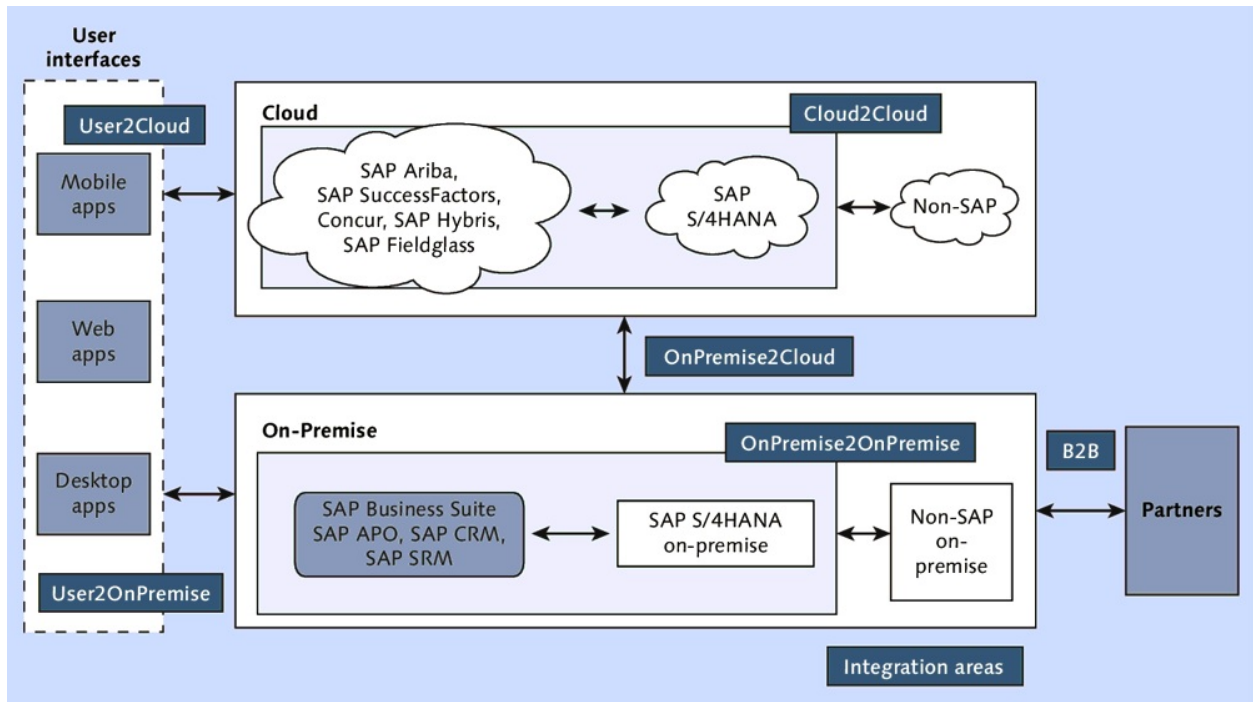 User
interfaces
User2Cloud
Mobile
apps
Web
apps
Desktop
apps
User2OnPremise
Cloud
Cloud2Cloud
SAP Ariba,
SAP SuccessFactors,
Concur, SAP Hybris,
SAP Fieldglass
SAP
S/4HANA
Non-SAP
OnPremise2Cloud
On-Premise
OnPremise2OnPremise
SAP Business Suite
SAP APO, SAP CRM,
SAP SRM
SAP S/4HANA
on-premise
Non-SAP
on-
premise
B2B
Partners
Integration areas